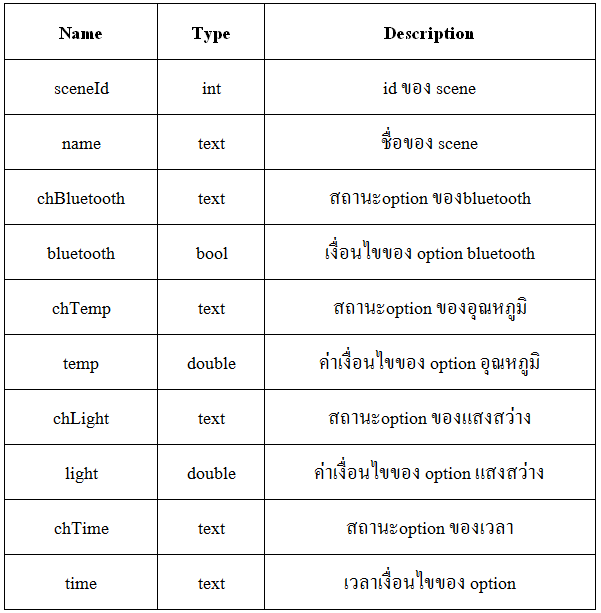 Name Type Description
sceneId int id ของ scene
name text ชื่อของ scene
chBluetooth text สถานะoption ของbluetooth
bluetooth bool เงื่อนไขของ option bluetooth
chTemp text สถานะoption ของอุณหภูมิ
temp double ค่าเงื่อนไขของ option อุณหภูมิ
chLight text สถานะoption ของแสงสว่าง
light double ค่าเงื่อนไขของ option แสงสว่าง
chTime text สถานะoption ของเวลา
time text เวลาเงื่อนไขของ option